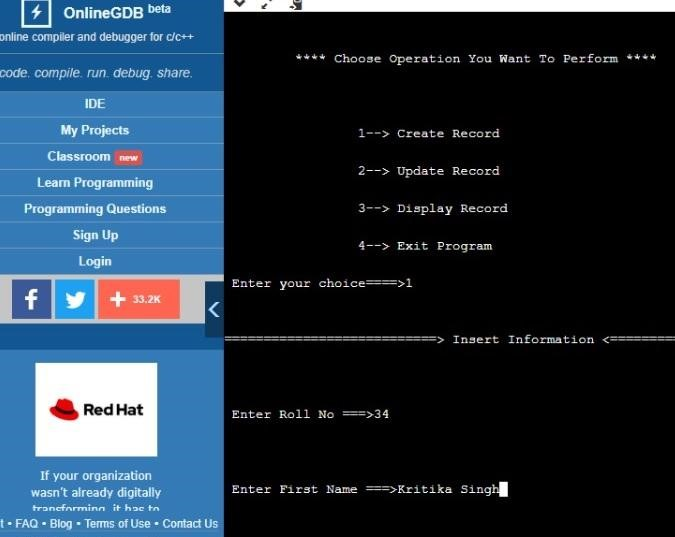 OnlineGDB beta
online compiler and debugger for c/c++
code. compile. run. debug. share.
IDE
My Projects
Classroom new
Learn Programming
Programming Questions
Sign Up
Login
33.2K
Red Hat
If your organization
wasn't already digitally
transforming, it has to
t • FAQ • Blog • Terms of Use • Contact Us
**** Choose Operation You Want To Perform ****
1--> Create Record
2--> Update Record
3--> Display Record
4--> Exit Program
Enter your choice====>1
===========================> Insert Information <=========
Enter Roll No ===>34
Enter First Name ===>Kritika Singh